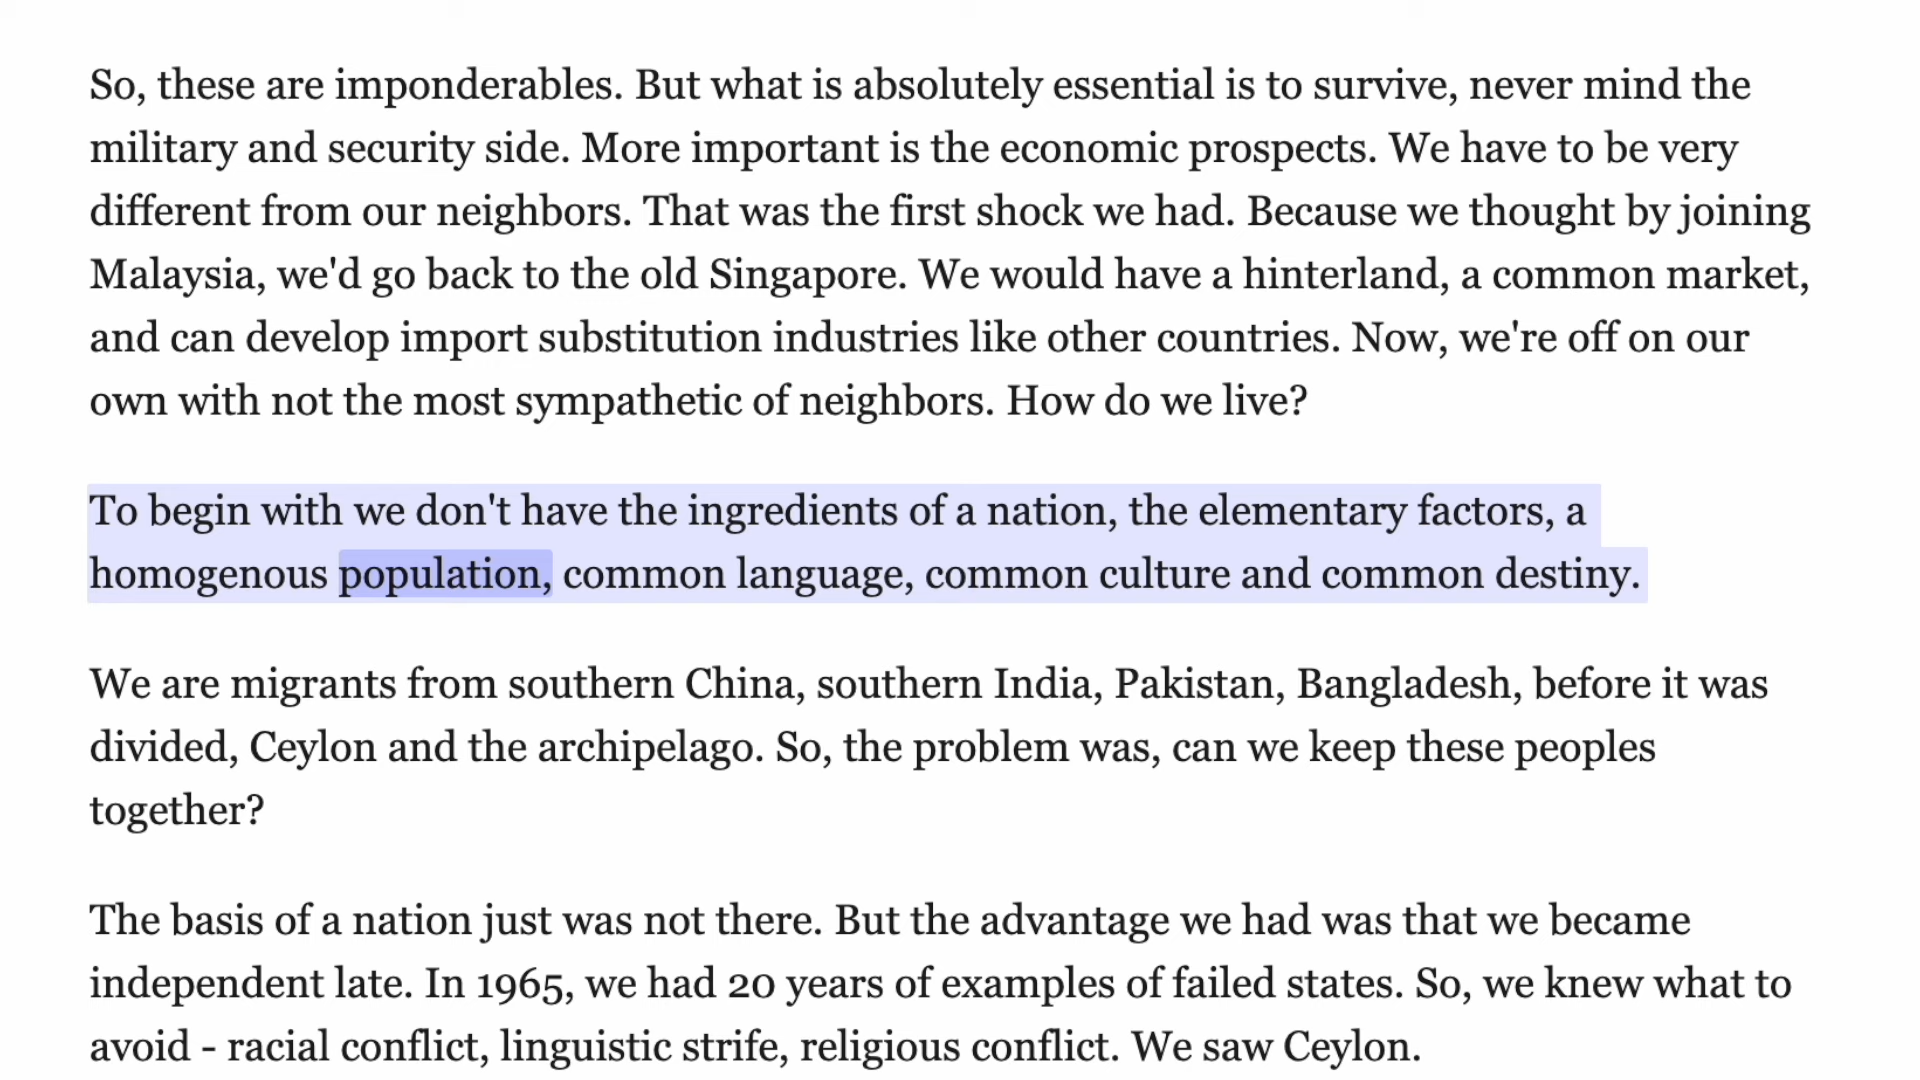 So, these are imponderables. But what is absolutely essential is to survive, never mind the
military and security side. More important is the economic prospects. We have to be very
different from our neighbors. That was the first shock we had. Because we thought by joining
Malaysia, we'd go back to the old Singapore. We would have a hinterland, a common market,
and can develop import substitution industries like other countries. Now, we're off on our
own with not the most sympathetic of neighbors. How do we live?
To begin with we don't have the ingredients of a nation, the elementary factors, a
homogenous population, common language, common culture and common destiny.
We are migrants from southern China, southern India, Pakistan, Bangladesh, before it was
divided, Ceylon and the archipelago. So, the problem was, can we keep these peoples
together?
The basis of a nation just was not there. But the advantage we had was that we became
independent late. In 1965, we had 20 years of examples of failed states. So, we knew what to
avoid - racial conflict, linguistic strife, religious conflict. We saw Ceylon.